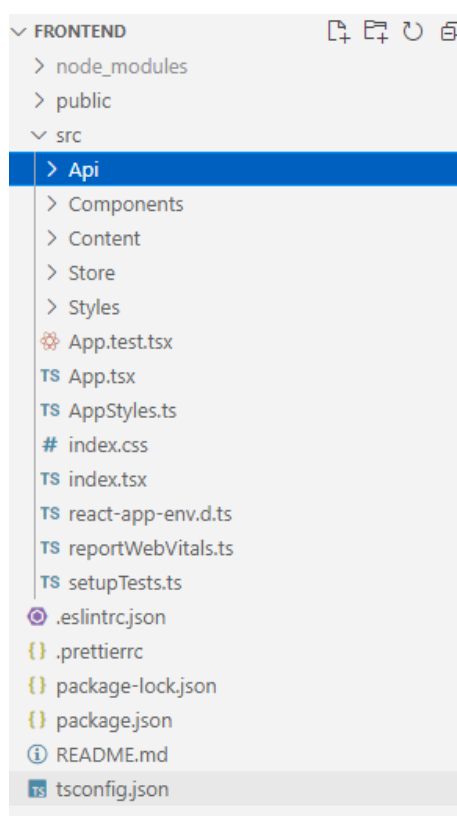 FRONTEND
node_modules
public
src
Api
Components
Content
Store
Styles
App.test.tsx
TS App.tsx
TS AppStyles.ts
# index.css
TS index.tsx
TS react-app-env.d.ts
TS reportWebVitals.ts
TS setupTests.ts
.eslintrc.json
{} .prettierrc
{} package-lock.json
{} package.json
README.md
TS tsconfig.json